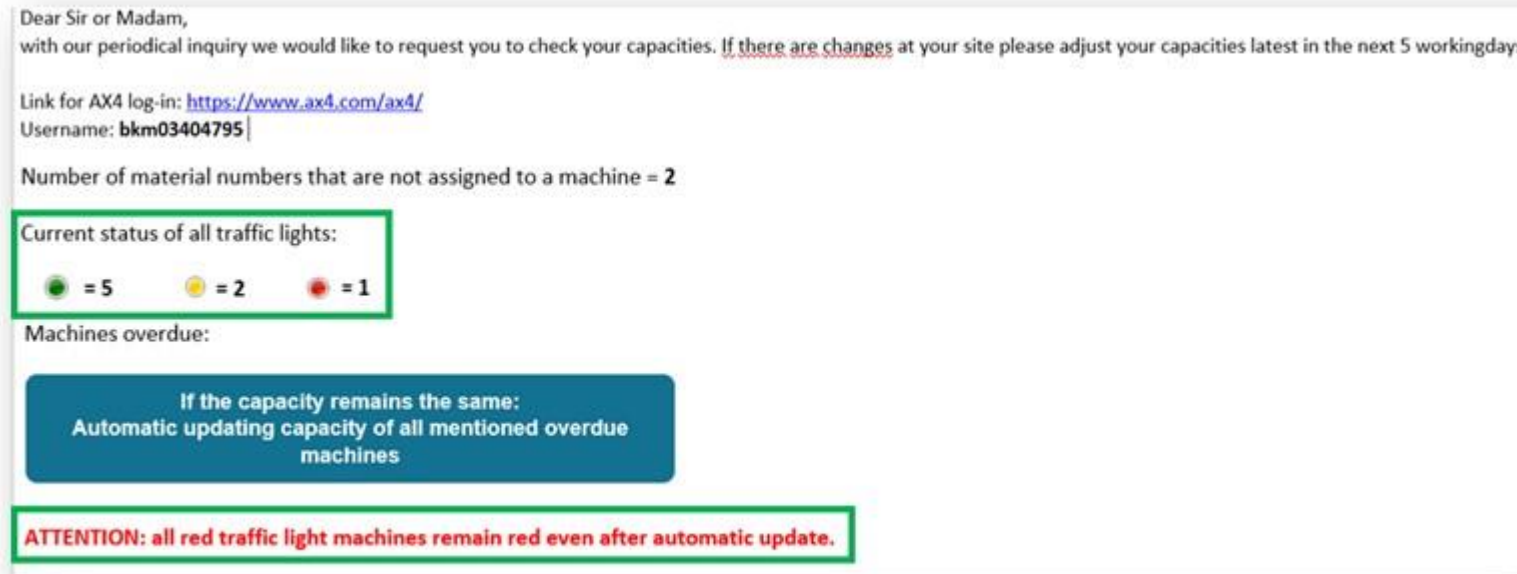 Dear Sir or Madam,
with our periodical inquiry we would like to request you to check your capacities. If there are changes at your site please adjust your capacities latest in the next 5 workingday
Link for AX4 log-in: https://www.ax4.com/ax4/
Username: bkm03404795
Number of material numbers that are not assigned to a machine = 2
Current status of all traffic lights:
= 5 = 2 = 1
Machines overdue:
If the capacity remains the same:
Automatic updating capacity of all mentioned overdue
machines
ATTENTION: all red traffic light machines remain red even after automatic update.